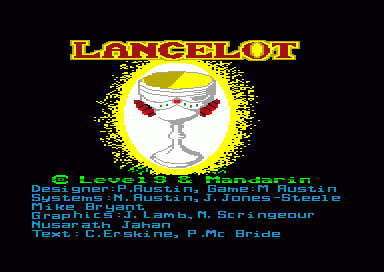 LANCELOT
© Level 9 & Mandarin
Designer:P.Austin, Game:M Austin
Systems:N.Austin, J.Jones-Steele
Mike Bryant
Graphics:J. Lamb, M. Scringeour
Nusarath Jahan
Text: C.Erskine, P.Mc Bride